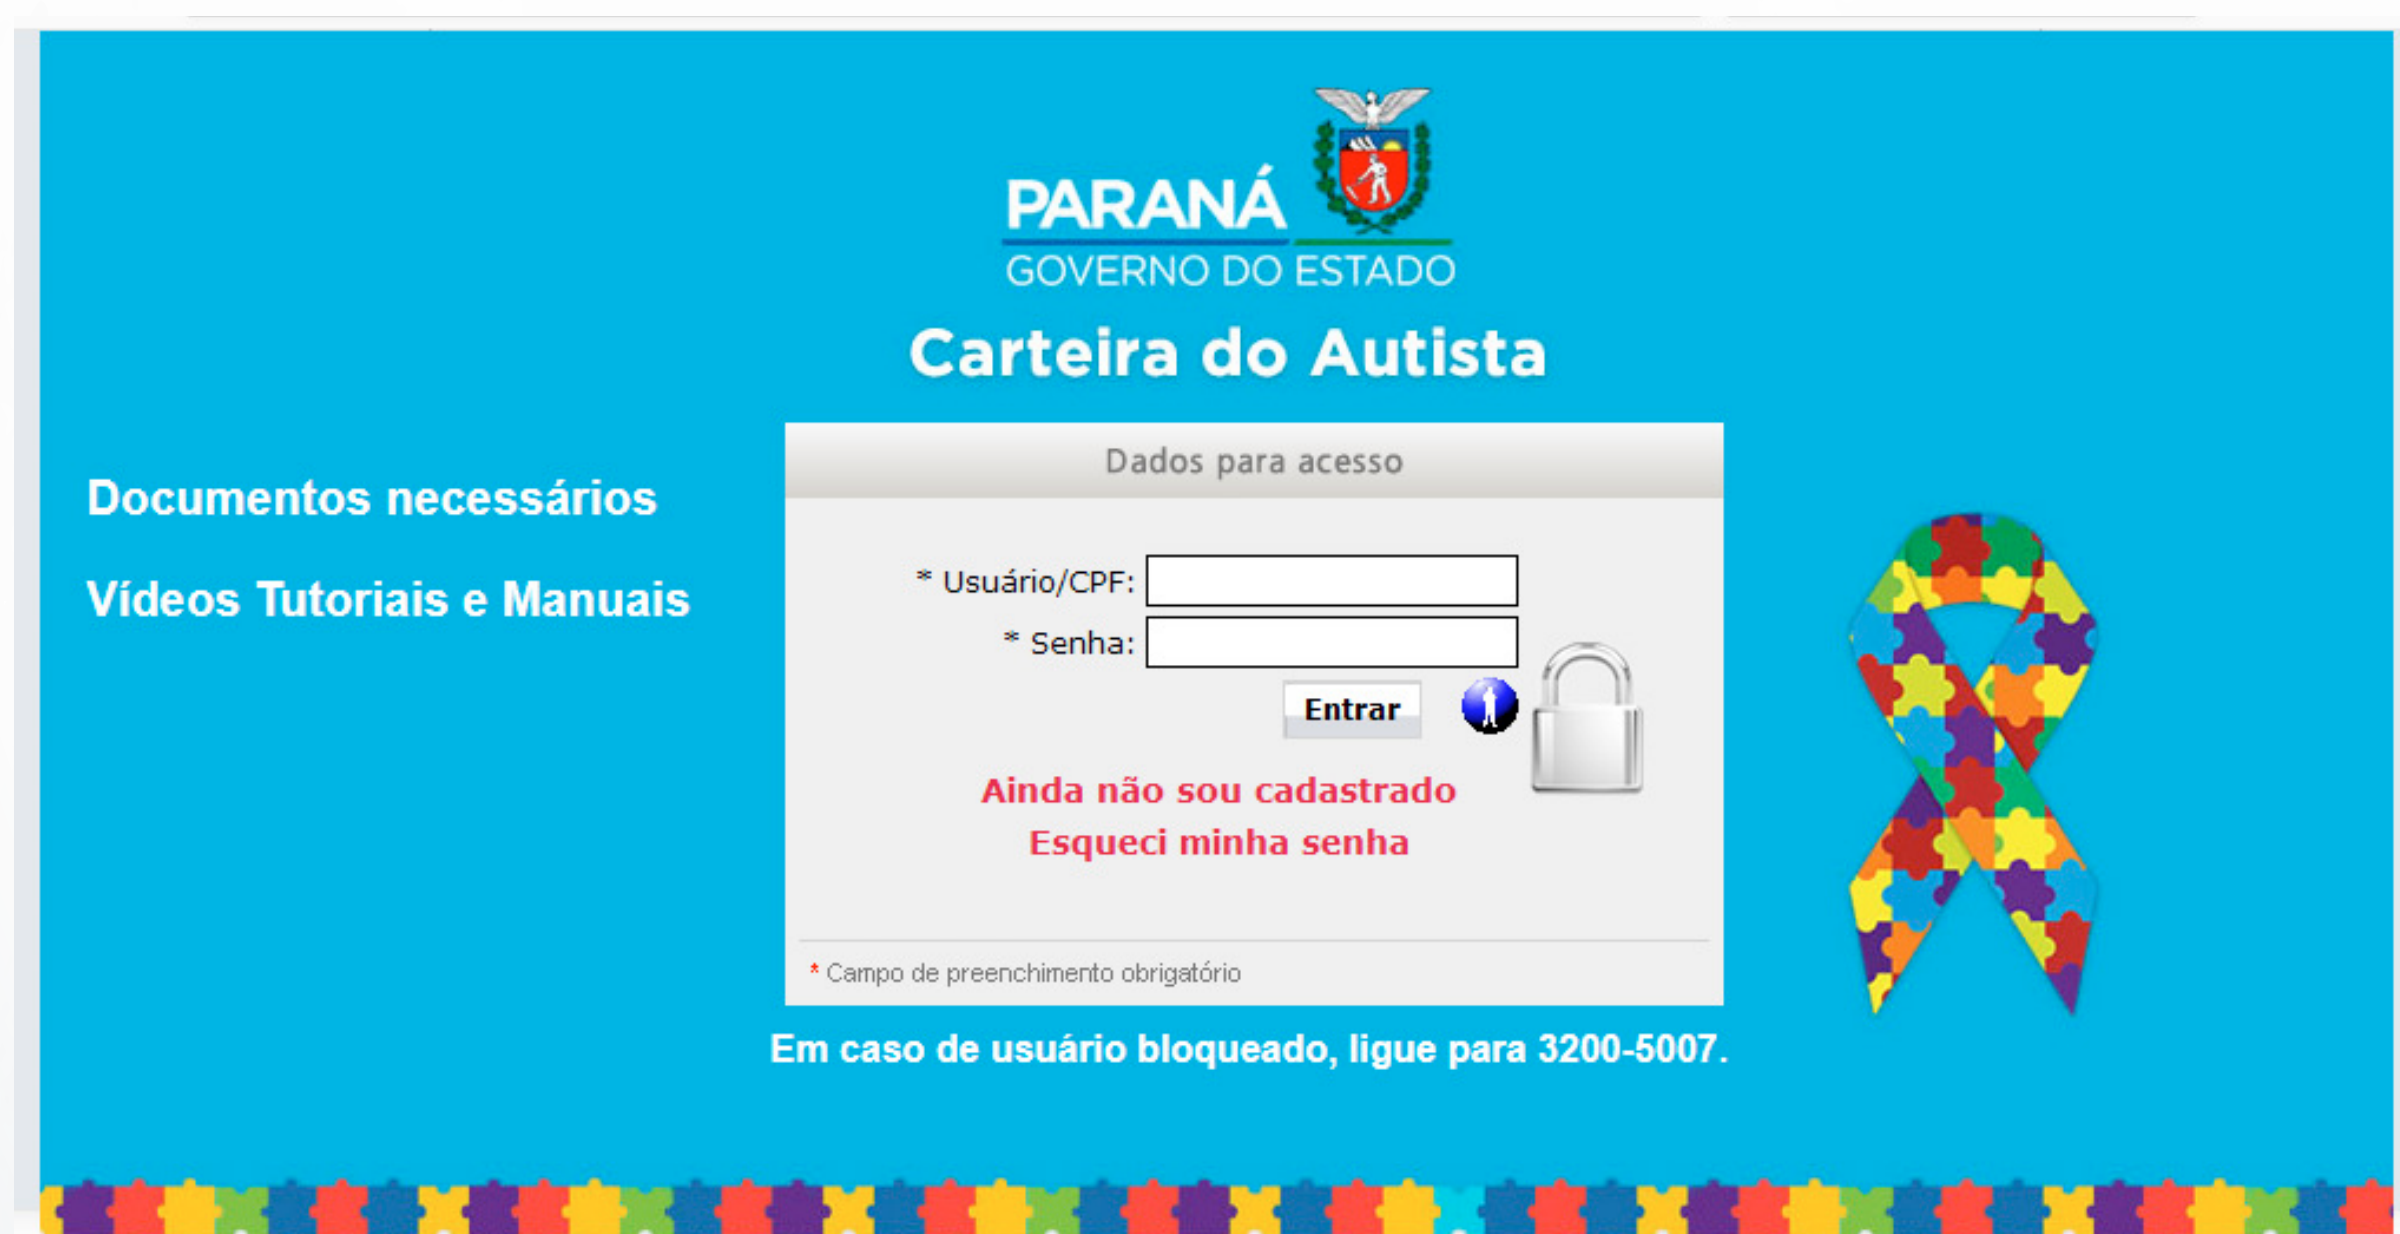 PARANÁ
GOVERNO DO ESTADO
Carteira do Autista
Documentos necessários
Vídeos Tutoriais e Manuais
Dados para acesso
* Usuário/CPF:
* Senha:
Entrar
Ainda não sou cadastrado
Esqueci minha senha
* Campo de preenchimento obrigatório
Em caso de usuário bloqueado, ligue para 3200-5007.